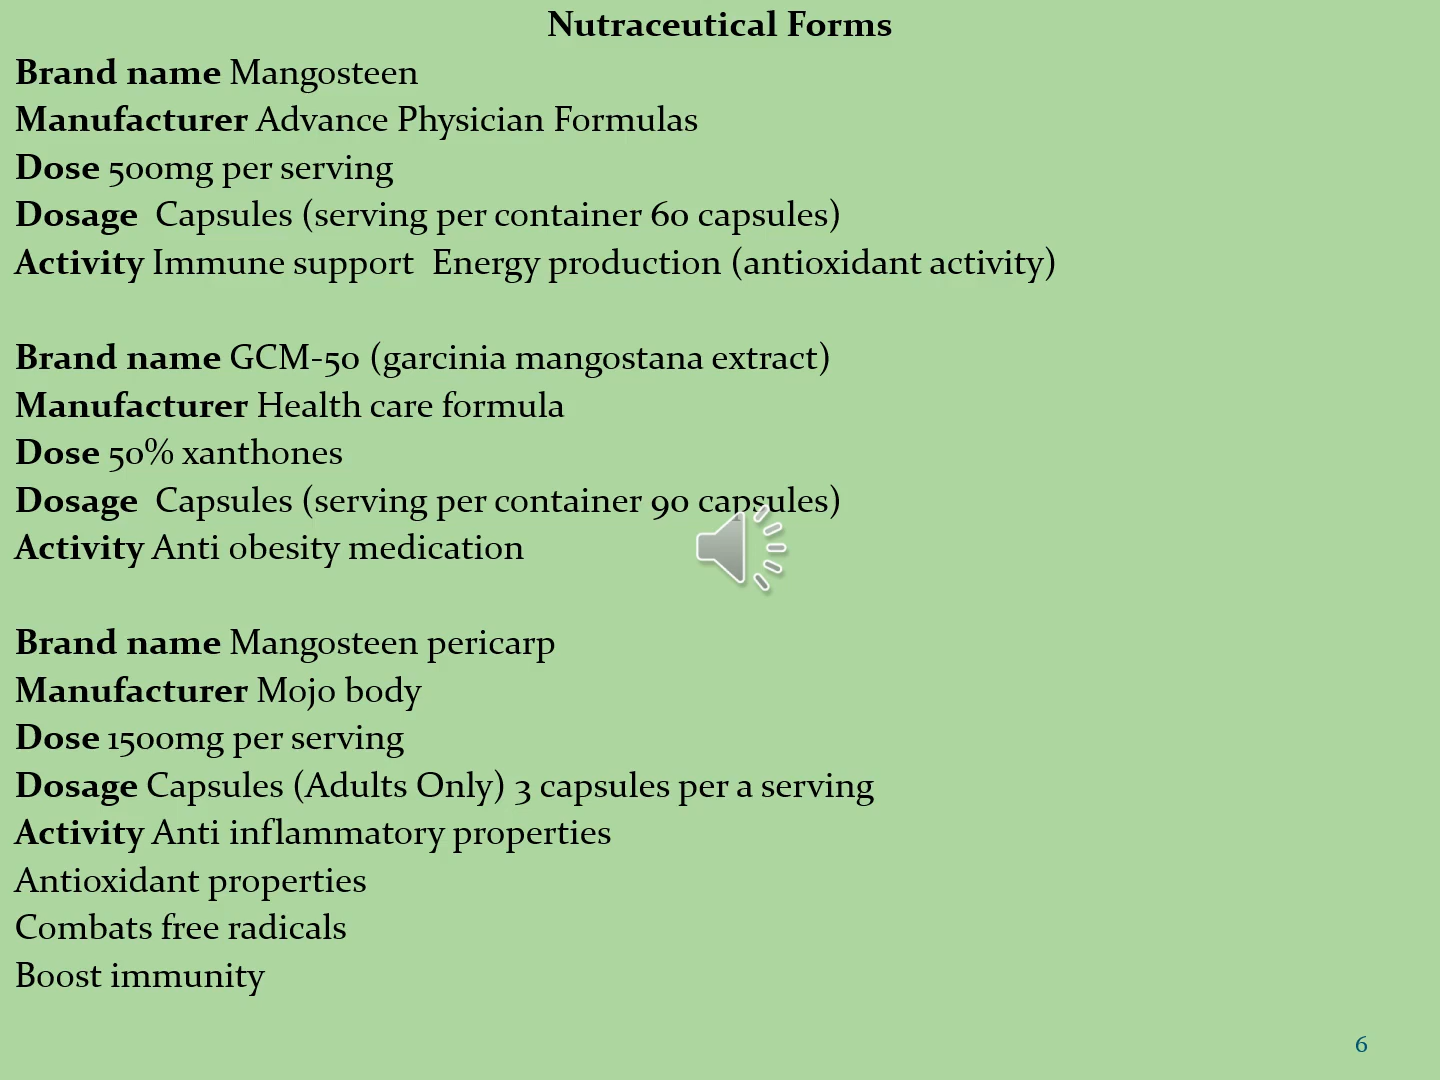 Nutraceutical Forms
Brand name Mangosteen
Manufacturer Advance Physician Formulas
Dose 500mg per serving
Dosage  Capsules (serving per container 60 capsules)
Activity Immune support  Energy production (antioxidant activity)
Brand name GCM-50 (garcinia mangostana extract)
Manufacturer Health care formula
Dose 50% xanthones
Dosage  Capsules (serving per container 90 capsules)
Activity Anti obesity medication
Brand name Mangosteen pericarp
Manufacturer Mojo body
Dose 1500mg per serving
Dosage Capsules (Adults Only) 3 capsules per a serving
Activity Anti inflammatory properties
Antioxidant properties
Combats free radicals
Boost immunity
6